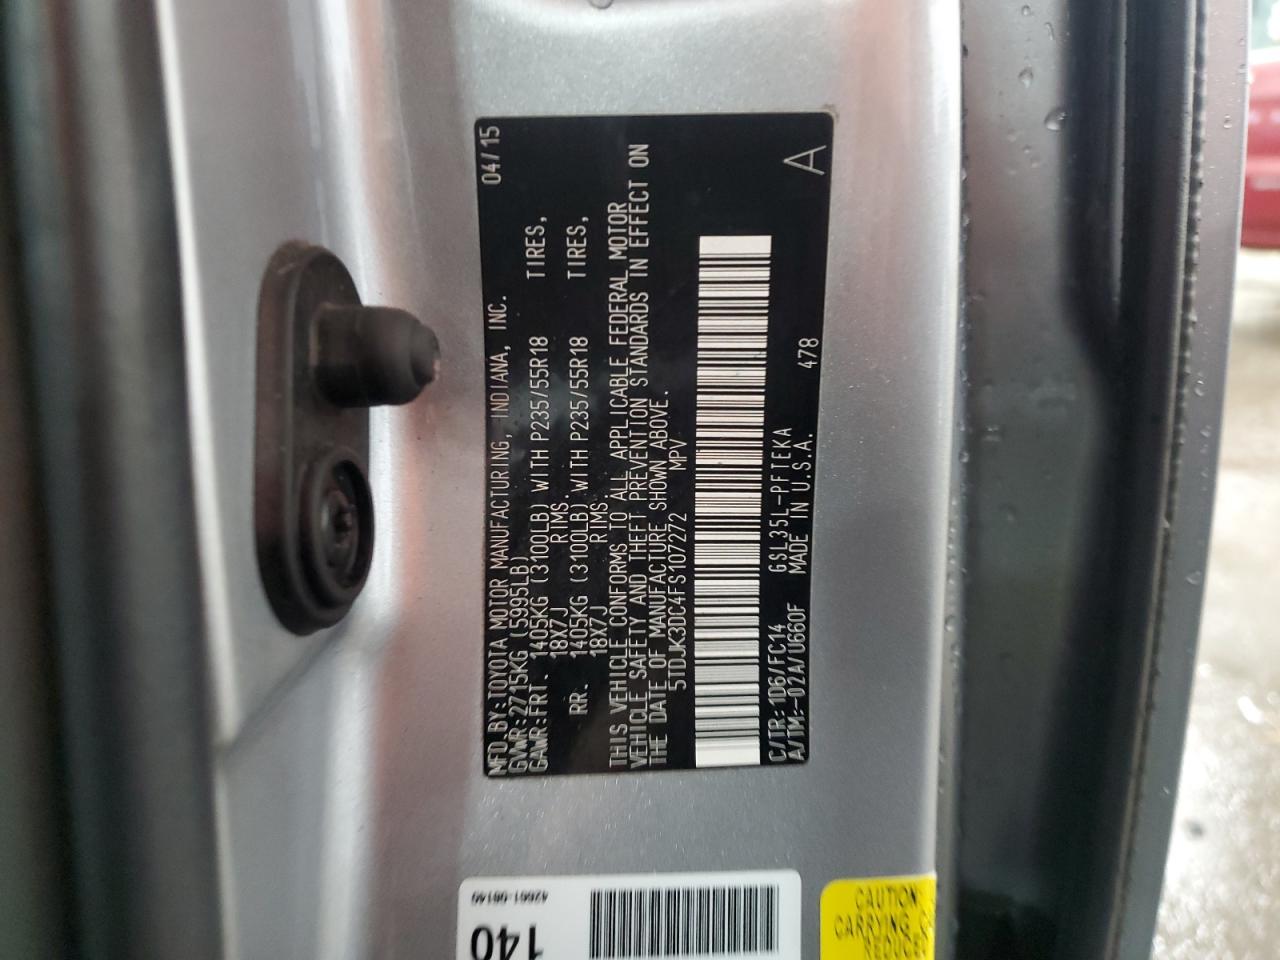 MFD.BY:TOYOTA MOTOR MANUFACTURING, INDIANA, INC. 04/15
GVWR:2715KG (5995LB)
GAWR:FRT. 1405KG (3100LB) WITH P235/55R18 TIRES,
18X7J RIMS.
RR. 1405KG (3100LB) WITH P235/55R18 TIRES,
18X7J RIMS.
THIS VEHICLE CONFORMS TO ALL APPLICABLE FEDERAL MOTOR
VEHICLE SAFETY AND THEFT PREVENTION STANDARDS IN EFFECT ON
THE DATE OF MANUFACTURE SHOWN ABOVE.
5TDJK3DC4FS107272 MPV
C/TR:1D6/FC14 GSL35L-PFTEKA
A/TM:-02A/U660F MADE IN U.S.A. 478 A
42661-08140
140
CAUTION:
CARRYING
REDUCED